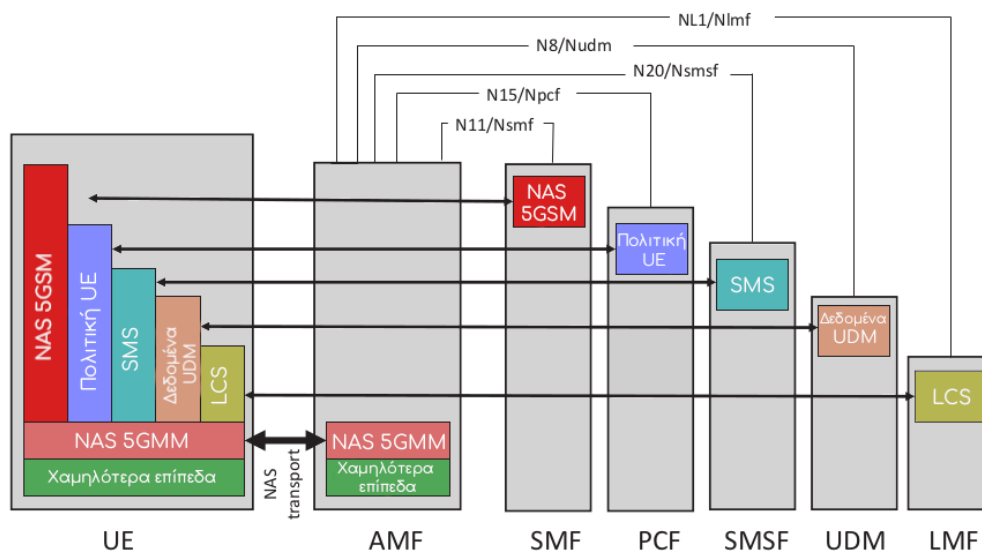 NL1/Nlmf
N8/Nudm
N20/Nsmsf
N15/Npcf
N11/Nsmf
NAS 5GSM
Πολιτική UE
SMS
Δεδομένα
UDM
LCS
NAS 5GMM
Χαμηλότερα επίπεδα
NAS
transport
NAS 5GMM
Χαμηλότερα
επίπεδα
NAS
5GSM
Πολιτική
UE
SMS
Δεδομένα
UDM
LCS
UE
AMF
SMF
PCF
SMSF
UDM
LMF